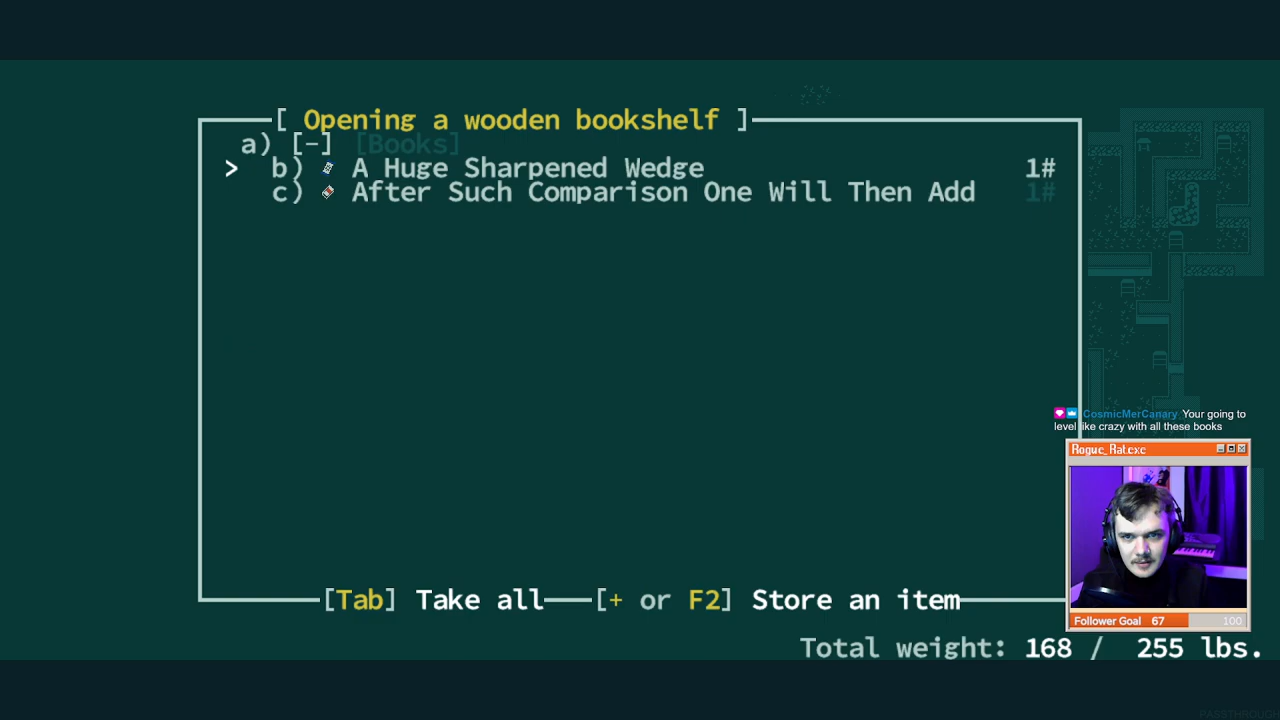 [ Opening a wooden bookshelf ]
a) [-] [Books]
> b) A Huge Sharpened Wedge 1#
c) After Such Comparison One Will Then Add 1#
CosmicMerCanary Your going to
level like crazy with all these books
Rogue_Rat.exe
Follower Goal 67 100
[Tab] Take all [+ or F2] Store an item
Total weight: 168 / 255 lbs.